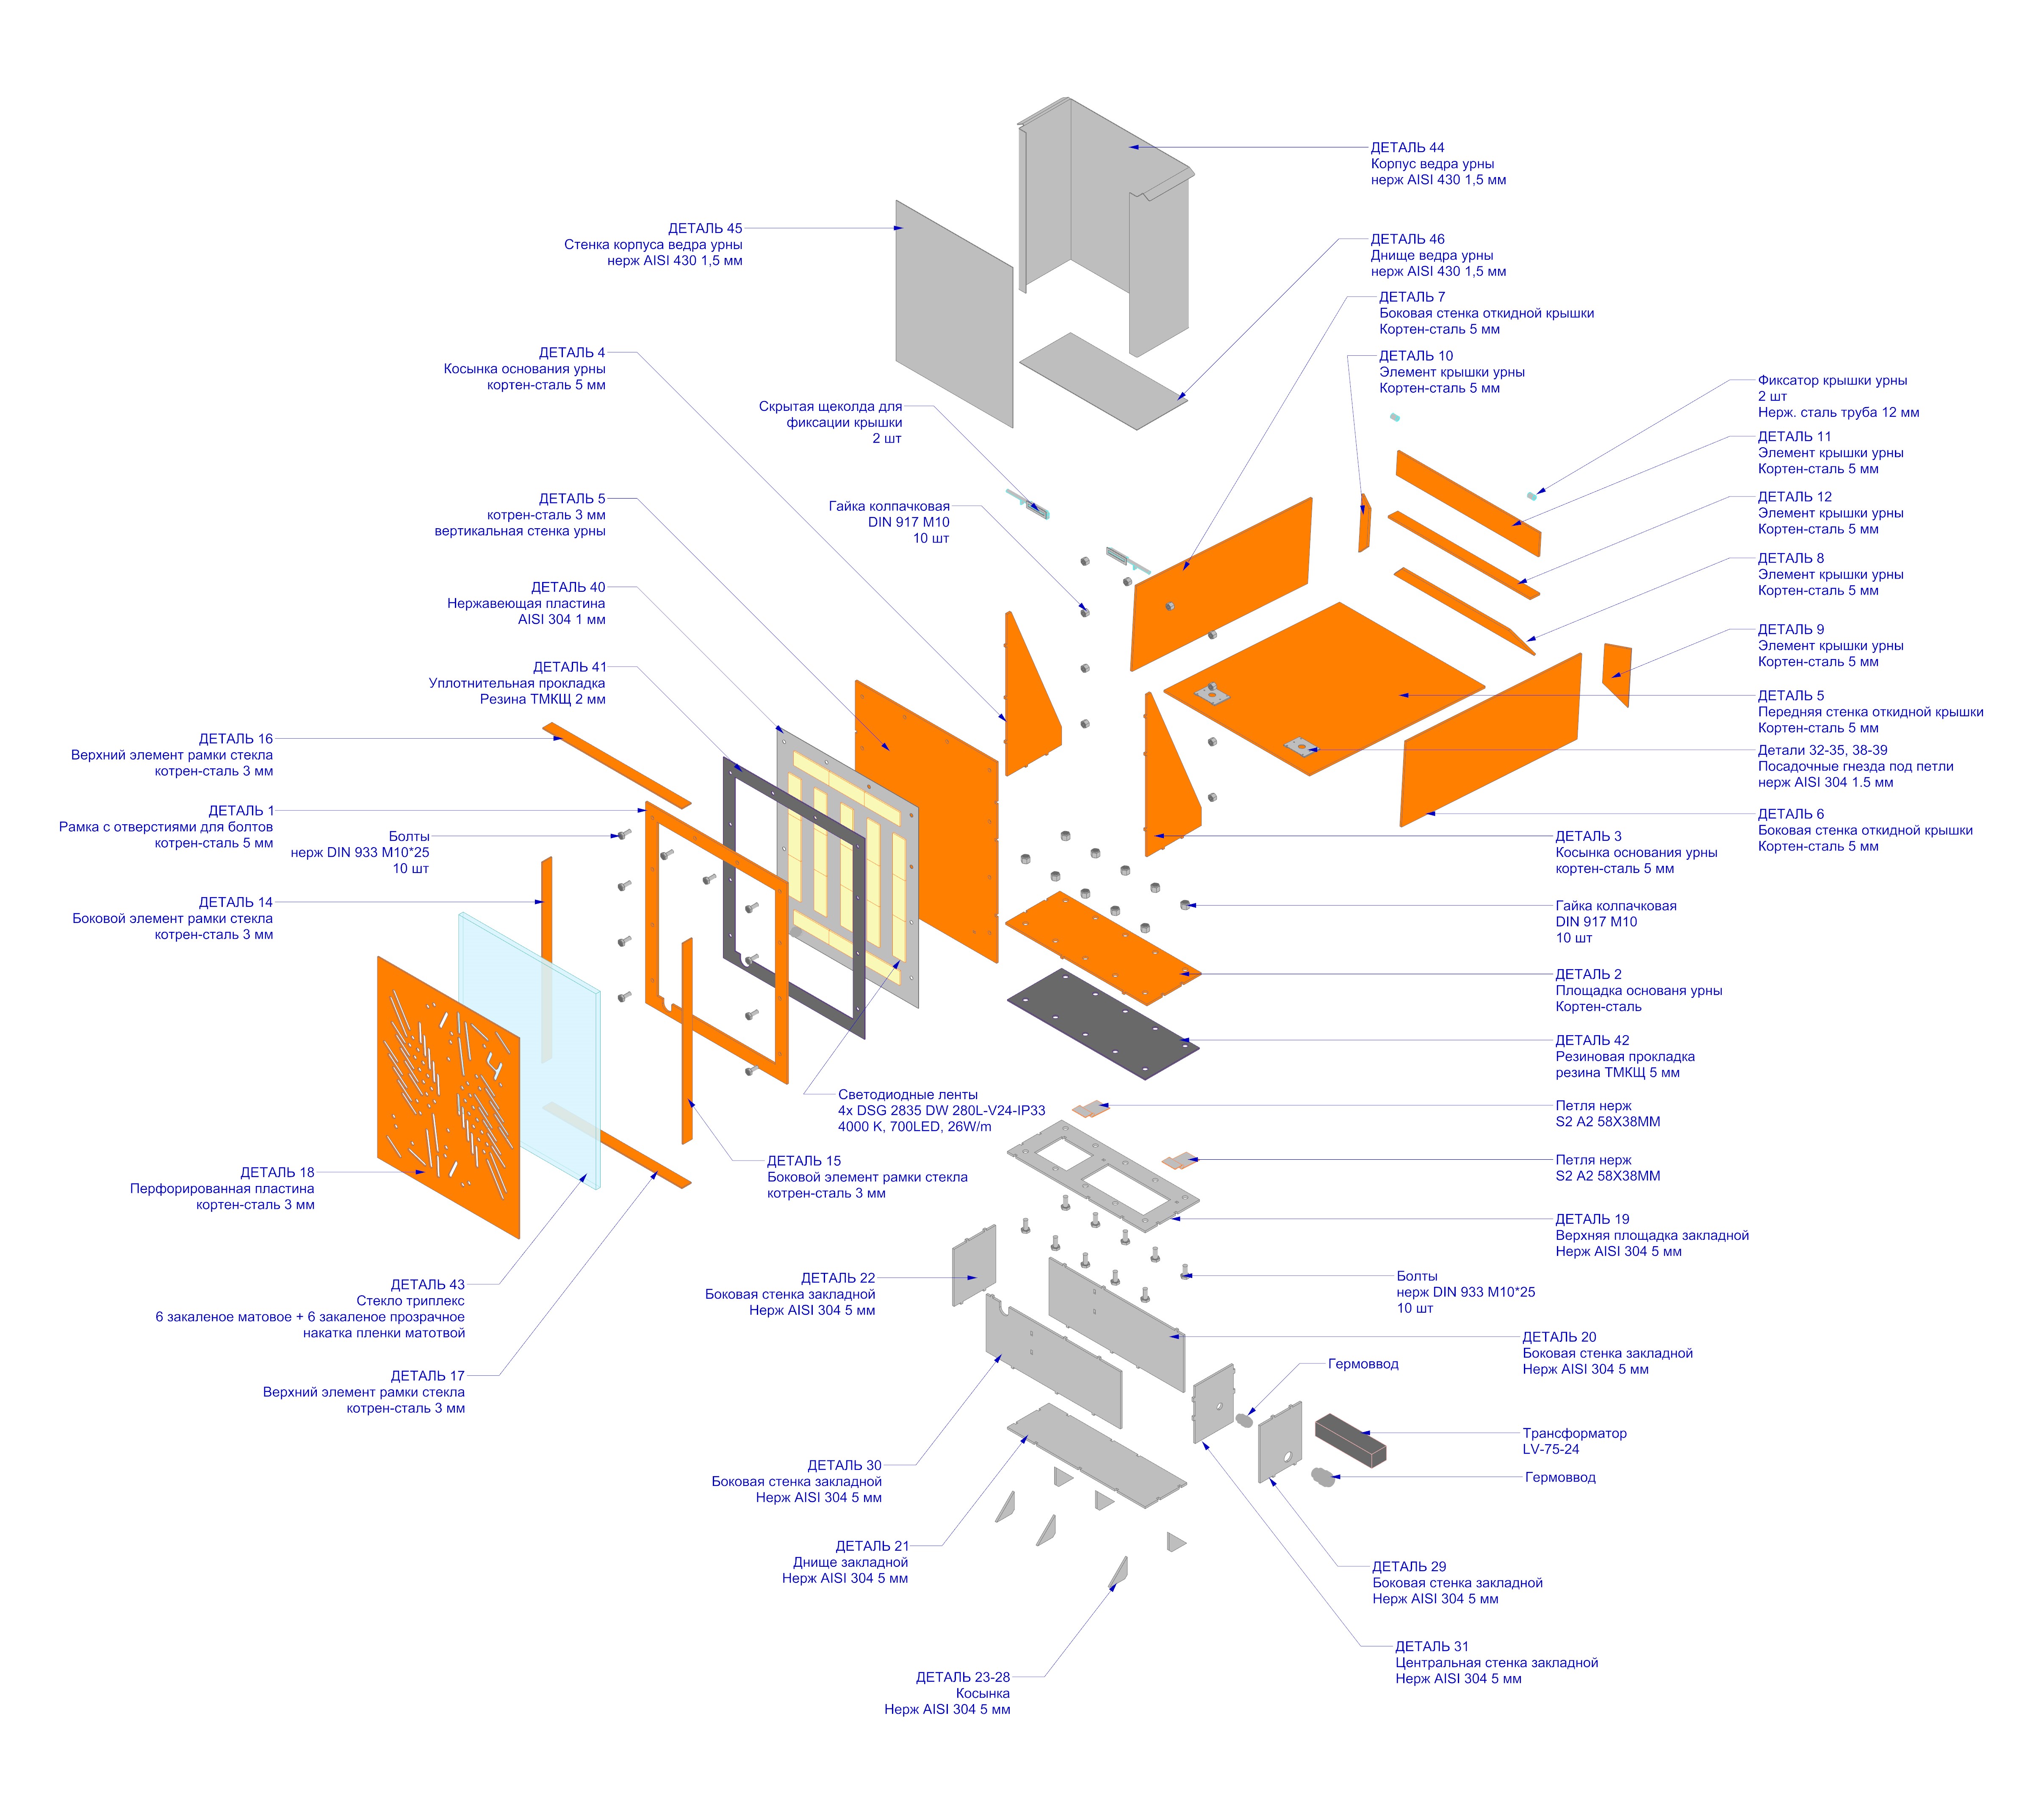 ДЕТАЛЬ 44
Корпус ведра урны
нерж AISI 430 1,5 мм
ДЕТАЛЬ 45
Стенка корпуса ведра урны
нерж AISI 430 1,5 мм
ДЕТАЛЬ 46
Днище ведра урны
нерж AISI 430 1,5 мм
ДЕТАЛЬ 7
Боковая стенка откидной крышки
Кортен-сталь 5 мм
ДЕТАЛЬ 4
Косынка основания урны
кортен-сталь 5 мм
ДЕТАЛЬ 10
Элемент крышки урны
Кортен-сталь 5 мм
Фиксатор крышки урны
2 шт
Нерж. сталь труба 12 мм
Скрытая щеколда для
фиксации крышки
2 шт
ДЕТАЛЬ 11
Элемент крышки урны
Кортен-сталь 5 мм
ДЕТАЛЬ 5
котрен-сталь 3 мм
вертикальная стенка урны
Гайка колпачковая
DIN 917 М10
10 шт
ДЕТАЛЬ 12
Элемент крышки урны
Кортен-сталь 5 мм
ДЕТАЛЬ 8
Элемент крышки урны
Кортен-сталь 5 мм
ДЕТАЛЬ 40
Нержавеющая пластина
AISI 304 1 мм
ДЕТАЛЬ 9
Элемент крышки урны
Кортен-сталь 5 мм
ДЕТАЛЬ 41
Уплотнительная прокладка
Резина ТМКЩ 2 мм
ДЕТАЛЬ 5
Передняя стенка откидной крышки
Кортен-сталь 5 мм
ДЕТАЛЬ 16
Верхний элемент рамки стекла
котрен-сталь 3 мм
Детали 32-35, 38-39
Посадочные гнезда под петли
нерж AISI 304 1.5 мм
ДЕТАЛЬ 1
Рамка с отверстиями для болтов
котрен-сталь 5 мм
ДЕТАЛЬ 6
Боковая стенка откидной крышки
Кортен-сталь 5 мм
Болты
нерж DIN 933 М10*25
10 шт
ДЕТАЛЬ 3
Косынка основания урны
кортен-сталь 5 мм
ДЕТАЛЬ 14
Боковой элемент рамки стекла
котрен-сталь 3 мм
Гайка колпачковая
DIN 917 М10
10 шт
ДЕТАЛЬ 2
Площадка основаня урны
Кортен-сталь
ДЕТАЛЬ 42
Резиновая прокладка
резина ТМКЩ 5 мм
Светодиодные ленты
4x DSG 2835 DW 280L-V24-IP33
4000 K, 700LED, 26W/m
Петля нерж
S2 A2 58X38MM
ДЕТАЛЬ 15
Боковой элемент рамки стекла
котрен-сталь 3 мм
Петля нерж
S2 A2 58X38MM
ДЕТАЛЬ 18
Перфорированная пластина
кортен-сталь 3 мм
ДЕТАЛЬ 19
Верхняя площадка закладной
Нерж AISI 304 5 мм
ДЕТАЛЬ 43
Стекло триплекс
6 закаленое матовое + 6 закаленое прозрачное
накатка пленки матотвой
ДЕТАЛЬ 22
Боковая стенка закладной
Нерж AISI 304 5 мм
Болты
нерж DIN 933 М10*25
10 шт
ДЕТАЛЬ 20
Боковая стенка закладной
Нерж AISI 304 5 мм
ДЕТАЛЬ 17
Верхний элемент рамки стекла
котрен-сталь 3 мм
Гермоввод
Трансформатор
LV-75-24
ДЕТАЛЬ 30
Боковая стенка закладной
Нерж AISI 304 5 мм
Гермоввод
ДЕТАЛЬ 21
Днище закладной
Нерж AISI 304 5 мм
ДЕТАЛЬ 29
Боковая стенка закладной
Нерж AISI 304 5 мм
ДЕТАЛЬ 31
Центральная стенка закладной
Нерж AISI 304 5 мм
ДЕТАЛЬ 23-28
Косынка
Нерж AISI 304 5 мм